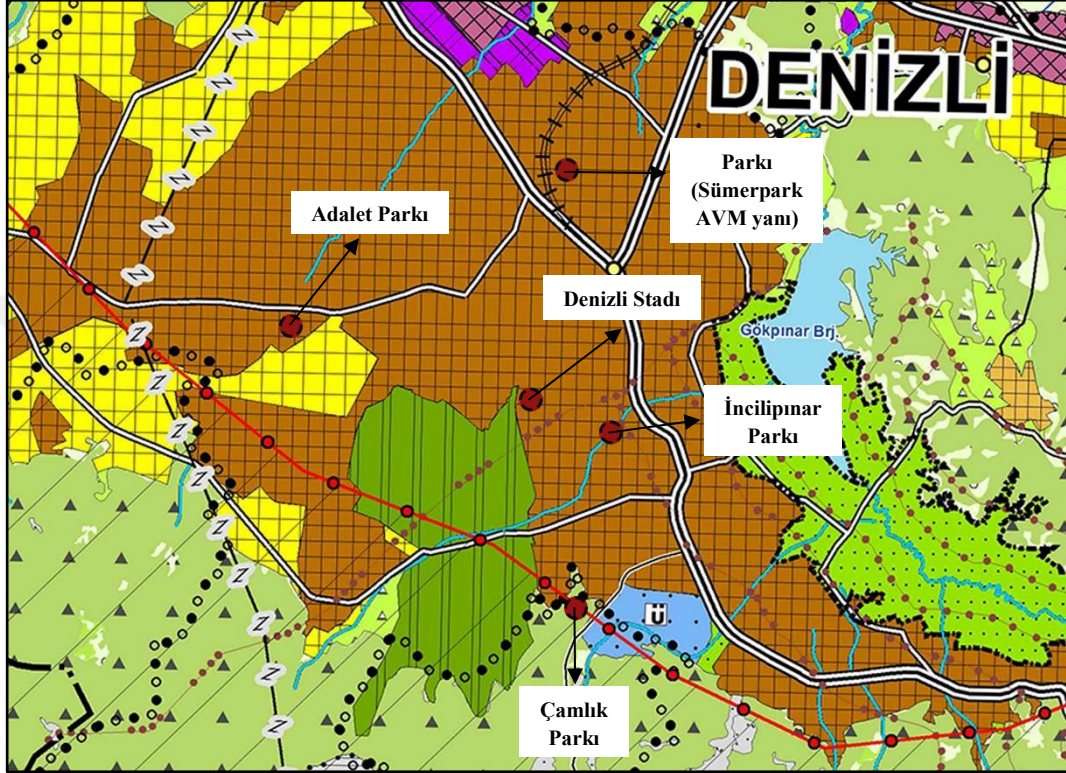 DENİZLİ
Parkı
(Sümerpark
AVM yanı)
Adalet Parkı
Denizli Stadı
Gökpınar Brj.
İncilipınar
Parkı
Ü
Çamlık
Parkı
Z
Z
Z
Z
Z
Z
Z
Z
Z
Z
Z
Z